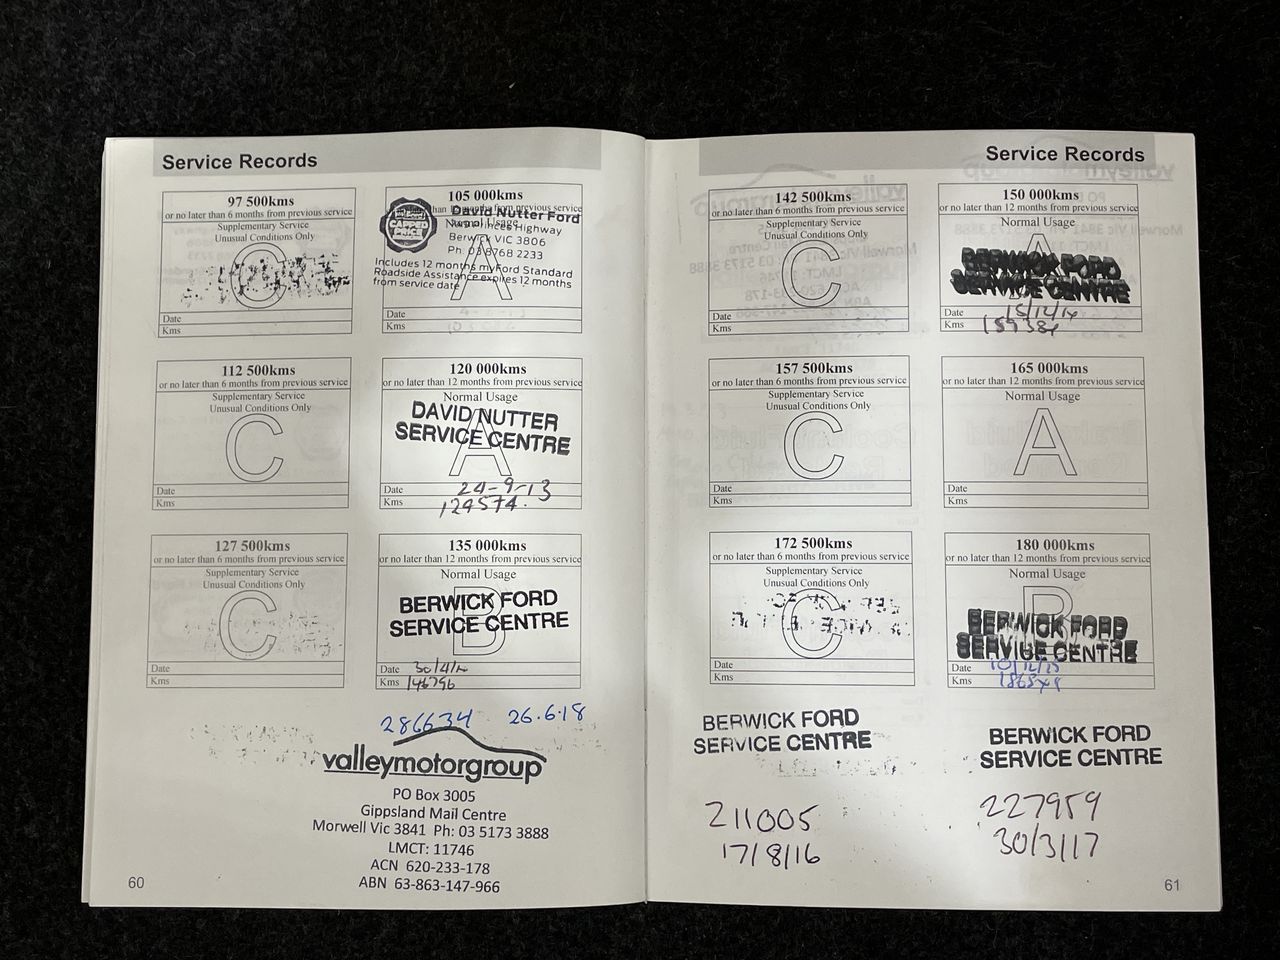 Service Records
97 500kms
or no later than 6 months from previous service
Supplementary Service
Unusual Conditions Only
C
Date
Kms
105 000kms
David Nutter Ford
Princes Highway
Berwick VIC 3806
Ph. 03 8768 2233
Includes 12 months myFord Standard
Roadside Assistance expires 12 months
from service date
A
Date
Kms
112 500kms
or no later than 6 months from previous service
Supplementary Service
Unusual Conditions Only
C
Date
Kms
120 000kms
or no later than 12 months from previous service
Normal Usage
DAVID NUTTER
SERVICE CENTRE
A
Date 24-9-13
Kms 124574.
127 500kms
or no later than 6 months from previous service
Supplementary Service
Unusual Conditions Only
C
Date
Kms
135 000kms
or no later than 12 months from previous service
Normal Usage
BERWICK FORD
SERVICE CENTRE
B
Date 30/4/14
Kms 146796
286634 26.6.18
valleymotorgroup
PO Box 3005
Gippsland Mail Centre
Morwell Vic 3841 Ph: 03 5173 3888
LMCT: 11746
ACN 620-233-178
ABN 63-863-147-966
60
Service Records
142 500kms
or no later than 6 months from previous service
Supplementary Service
Unusual Conditions Only
C
Date
Kms
150 000kms
or no later than 12 months from previous service
Normal Usage
A
BERWICK FORD
SERVICE CENTRE
Date 15/12/14
Kms 159384
157 500kms
or no later than 6 months from previous service
Supplementary Service
Unusual Conditions Only
C
Date
Kms
165 000kms
or no later than 12 months from previous service
Normal Usage
A
Date
Kms
172 500kms
or no later than 6 months from previous service
Supplementary Service
Unusual Conditions Only
C
Date
Kms
180 000kms
or no later than 12 months from previous service
Normal Usage
B
BERWICK FORD
SERVICE CENTRE
Date
Kms
BERWICK FORD
SERVICE CENTRE
211005
17/8/16
BERWICK FORD
SERVICE CENTRE
227959
30/3/17
61